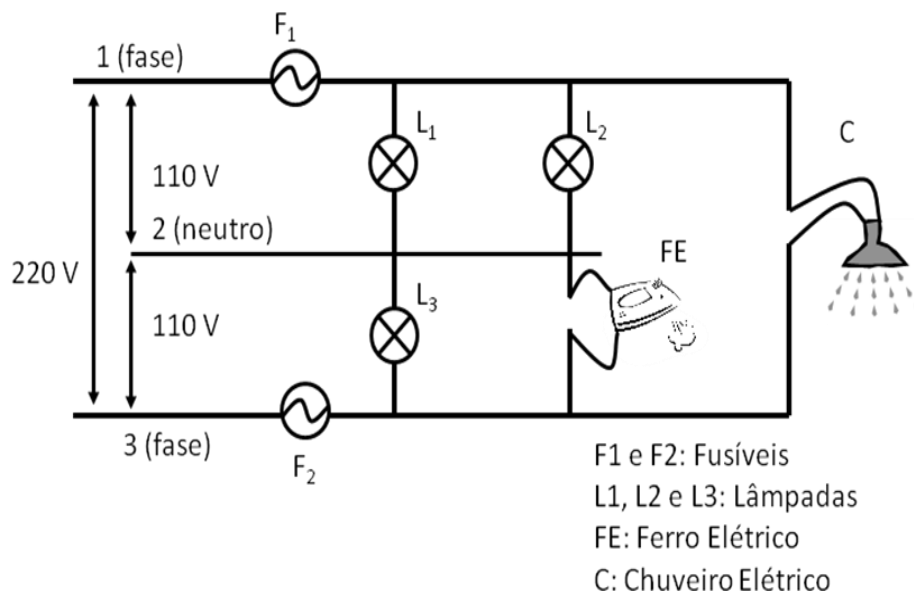 F1
1 (fase)
L1
L2
C
110 V
2 (neutro)
220 V
FE
110 V
L3
3 (fase)
F2
F1 e F2: Fusíveis
L1, L2 e L3: Lâmpadas
FE: Ferro Elétrico
C: Chuveiro Elétrico